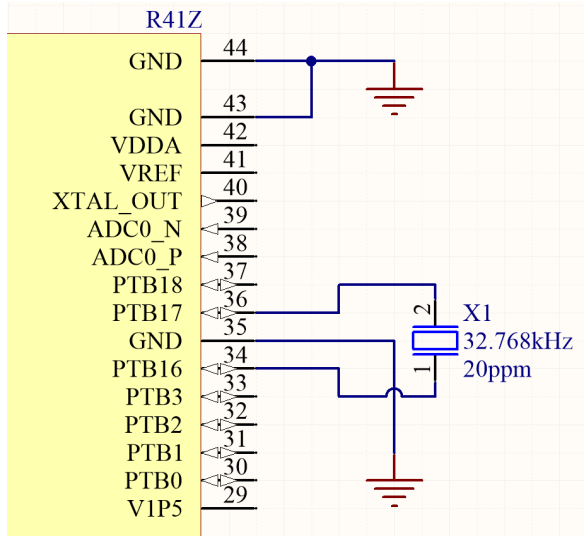 R41Z
GND 44
GND 43
VDDA 42
VREF 41
XTAL_OUT 40
ADC0_N 39
ADC0_P 38
PTB18 37
PTB17 36
GND 35
PTB16 34
PTB3 33
PTB2 32
PTB1 31
PTB0 30
V1P5 29
2 X1
32.768kHz
1 20ppm